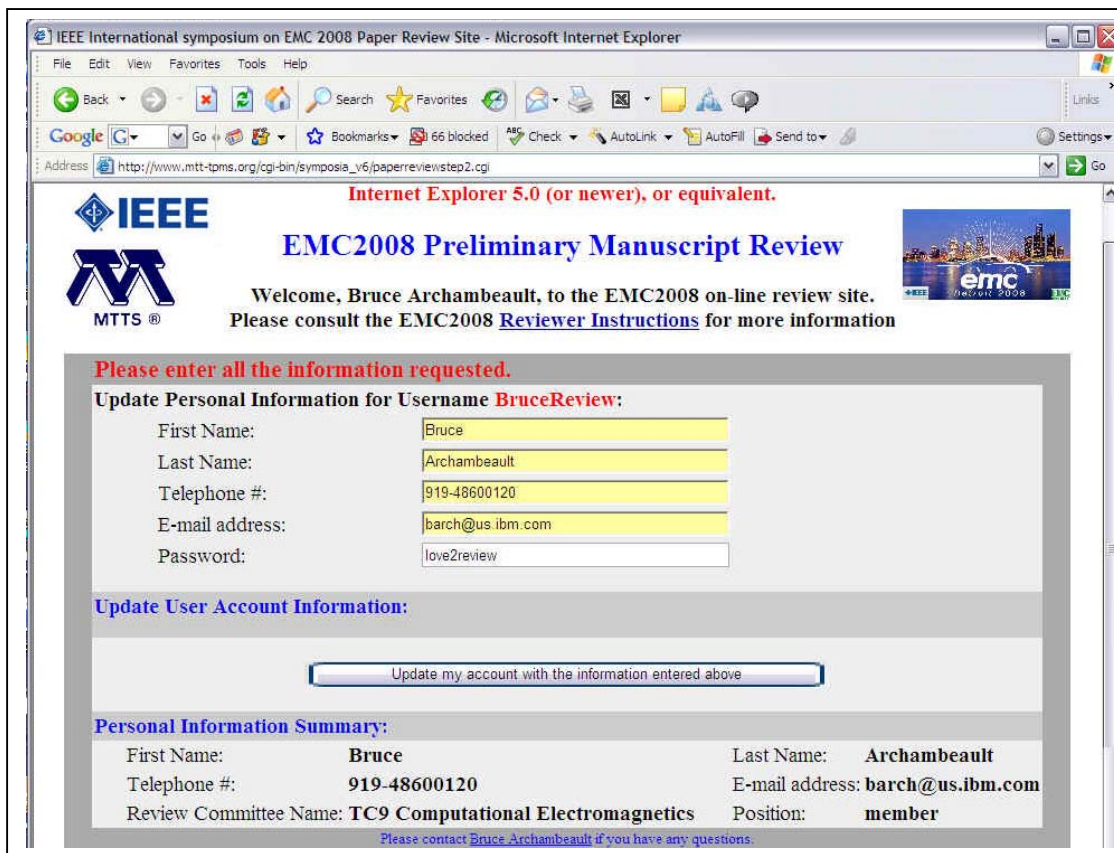 IEEE International symposium on EMC 2008 Paper Review Site - Microsoft Internet Explorer
File Edit View Favorites Tools Help
Back Search Favorites Links
Google G Go Bookmarks 66 blocked ABC Check AutoLink AutoFill Send to Settings
Address http://www.mtt-tpms.org/cgi-bin/symposia_v6/paperreviewstep2.cgi Go
Internet Explorer 5.0 (or newer), or equivalent.
IEEE
EMC2008 Preliminary Manuscript Review
emc
Detroit 2008
MTTS ®
Welcome, Bruce Archambeault, to the EMC2008 on-line review site.
Please consult the EMC2008 Reviewer Instructions for more information
Please enter all the information requested.
Update Personal Information for Username BruceReview:
First Name: Bruce
Last Name: Archambeault
Telephone #: 919-48600120
E-mail address: barch@us.ibm.com
Password: love2review
Update User Account Information:
Update my account with the information entered above
Personal Information Summary:
First Name: Bruce Last Name: Archambeault
Telephone #: 919-48600120 E-mail address: barch@us.ibm.com
Review Committee Name: TC9 Computational Electromagnetics Position: member
Please contact Bruce Archambeault if you have any questions.